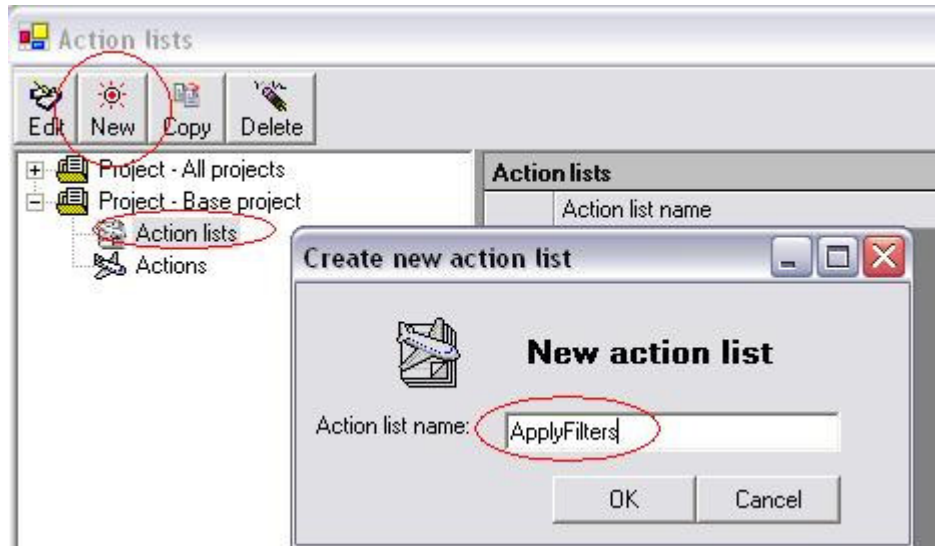 Action lists
Edit New Copy Delete
Project - All projects
Project - Base project
Action lists
Actions
Action lists
Action list name
Create new action list
New action list
Action list name: ApplyFilters
OK Cancel